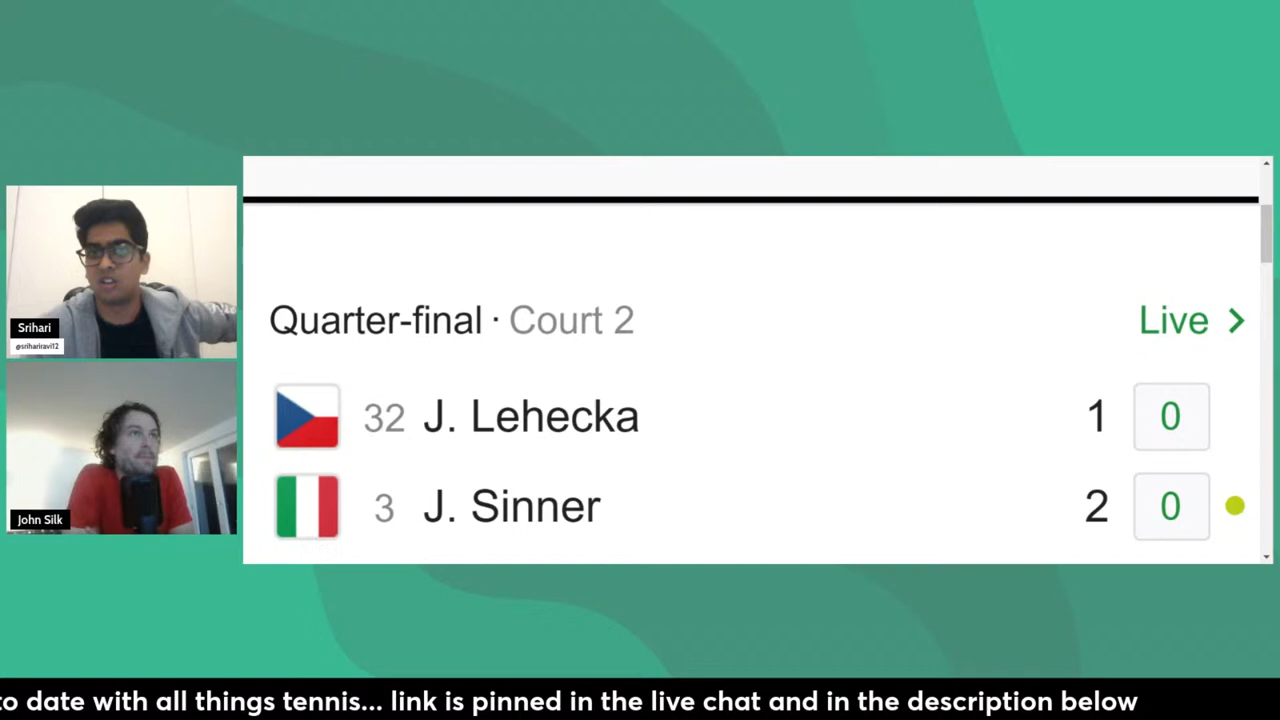 Quarter-final · Court 2
Live >
32 J. Lehecka 1 0
3 J. Sinner 2 0
Srihari
@srihariravi12
John Silk
to date with all things tennis... link is pinned in the live chat and in the description below